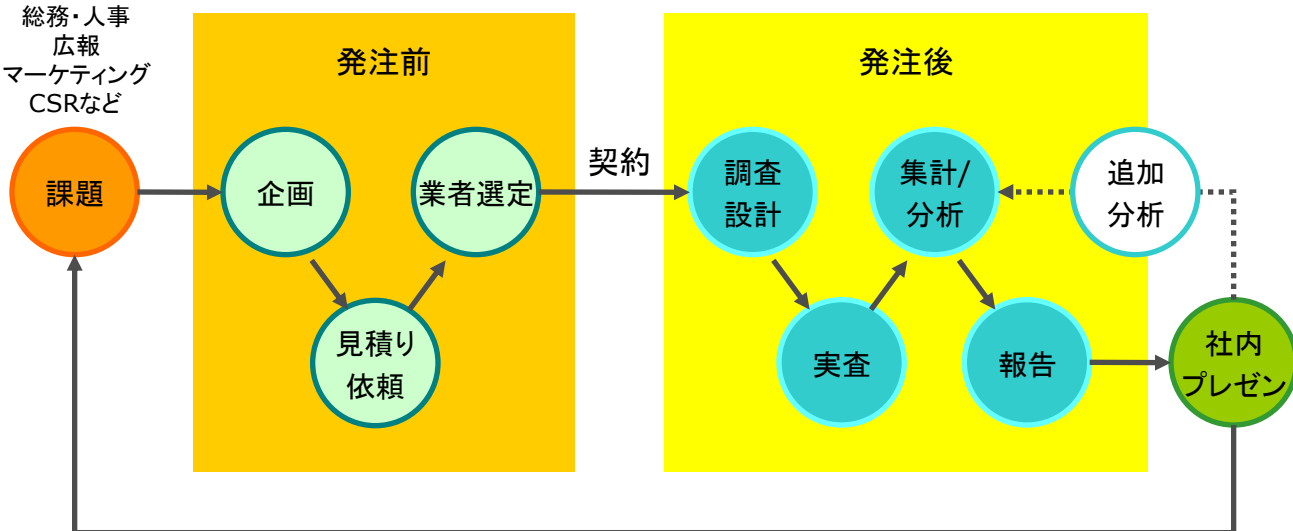 総務・人事
広報
マーケティング
CSRなど
課題
発注前
企画
業者選定
見積り
依頼
契約
発注後
調査
設計
集計/
分析
追加
分析
実査
報告
社内
プレゼン